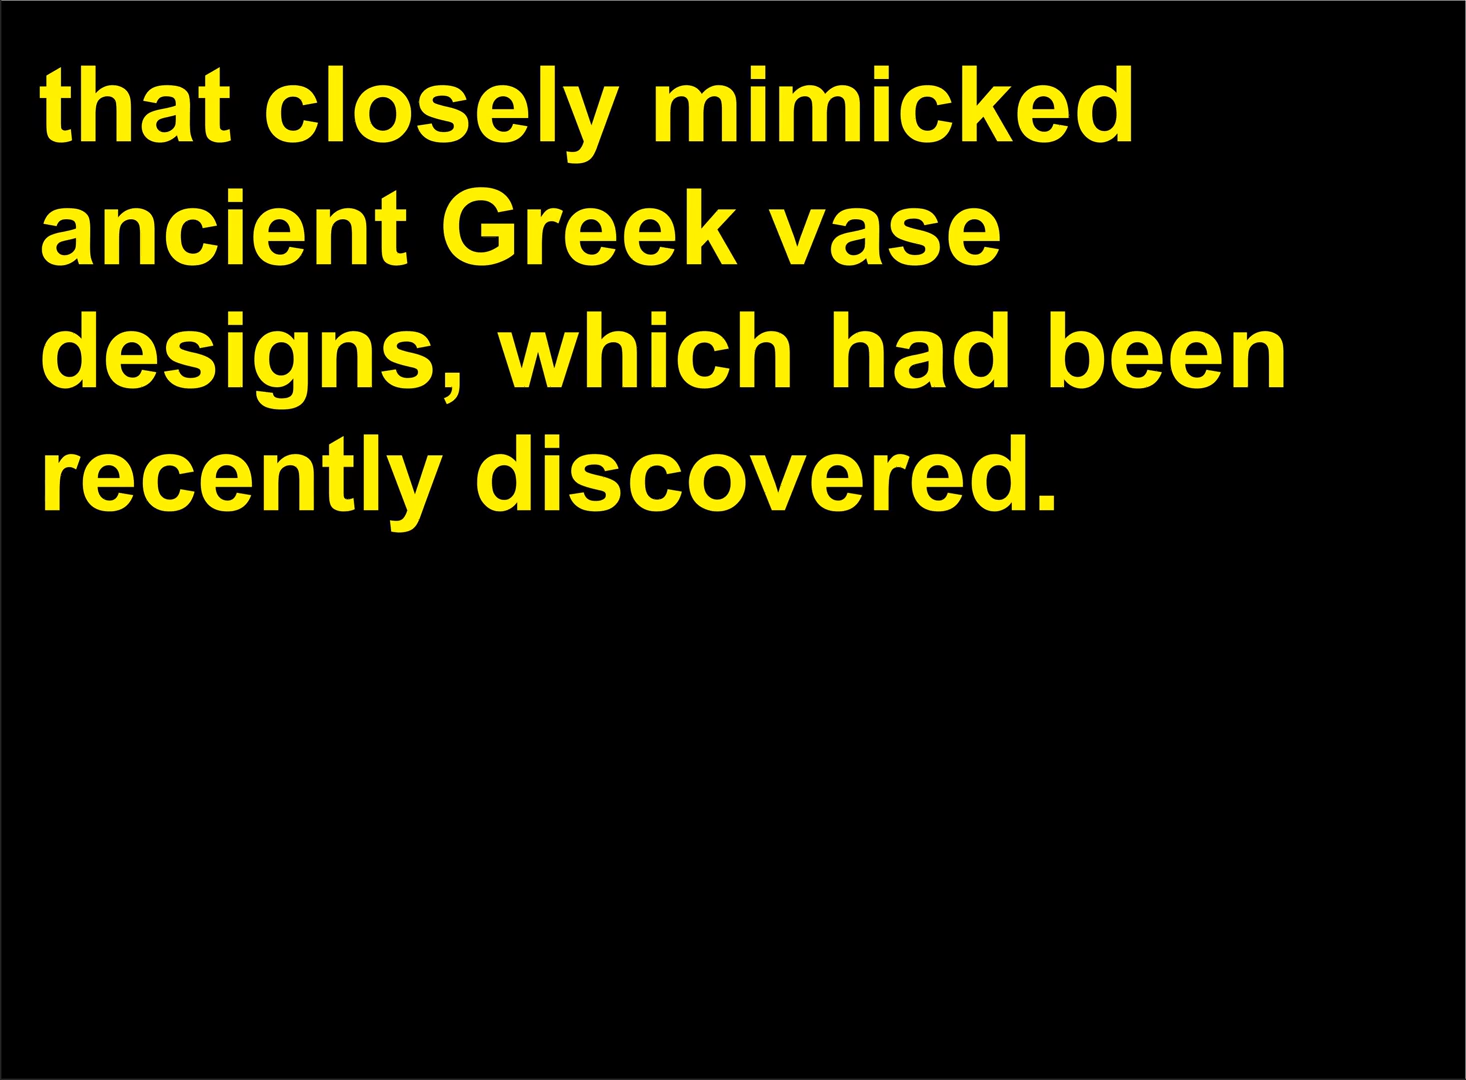 that closely mimicked
ancient Greek vase
designs, which had been
recently discovered.